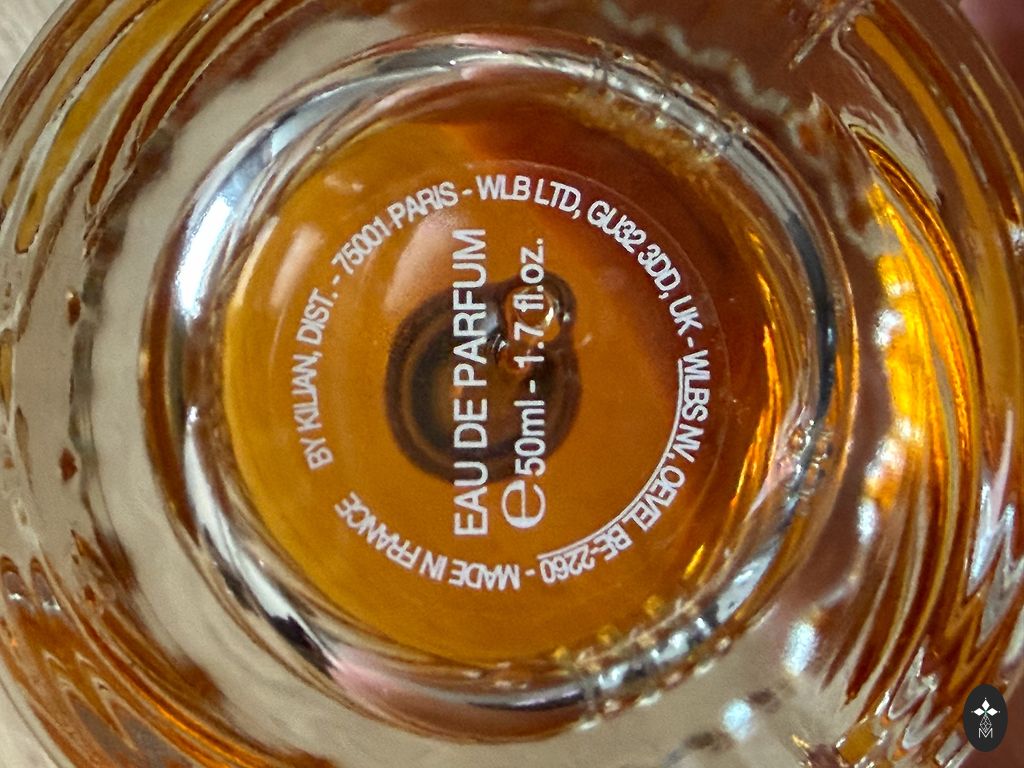 BY KILIAN, DIST. - 75001 PARIS - WLB LTD, GU32 3DD, UK - WLBS NV, OEVEL, BE-2260 - MADE IN FRANCE
EAU DE PARFUM
e 50ml - 1.7 fl.oz.
M